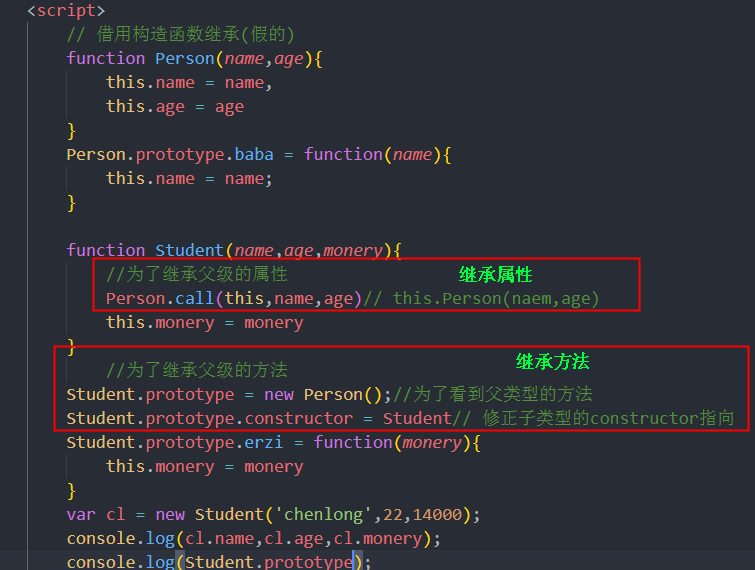 <script>
// 借用构造函数继承(假的)
function Person(name,age){
this.name = name,
this.age = age
}
Person.prototype.baba = function(name){
this.name = name;
}
function Student(name,age,monery){
//为了继承父级的属性 继承属性
Person.call(this,name,age)// this.Person(naem,age)
this.monery = monery
}
//为了继承父级的方法 继承方法
Student.prototype = new Person();//为了看到父类型的方法
Student.prototype.constructor = Student// 修正子类型的constructor指向
Student.prototype.erzi = function(monery){
this.monery = monery
}
var cl = new Student('chenlong',22,14000);
console.log(cl.name,cl.age,cl.monery);
console.log(Student.prototype);